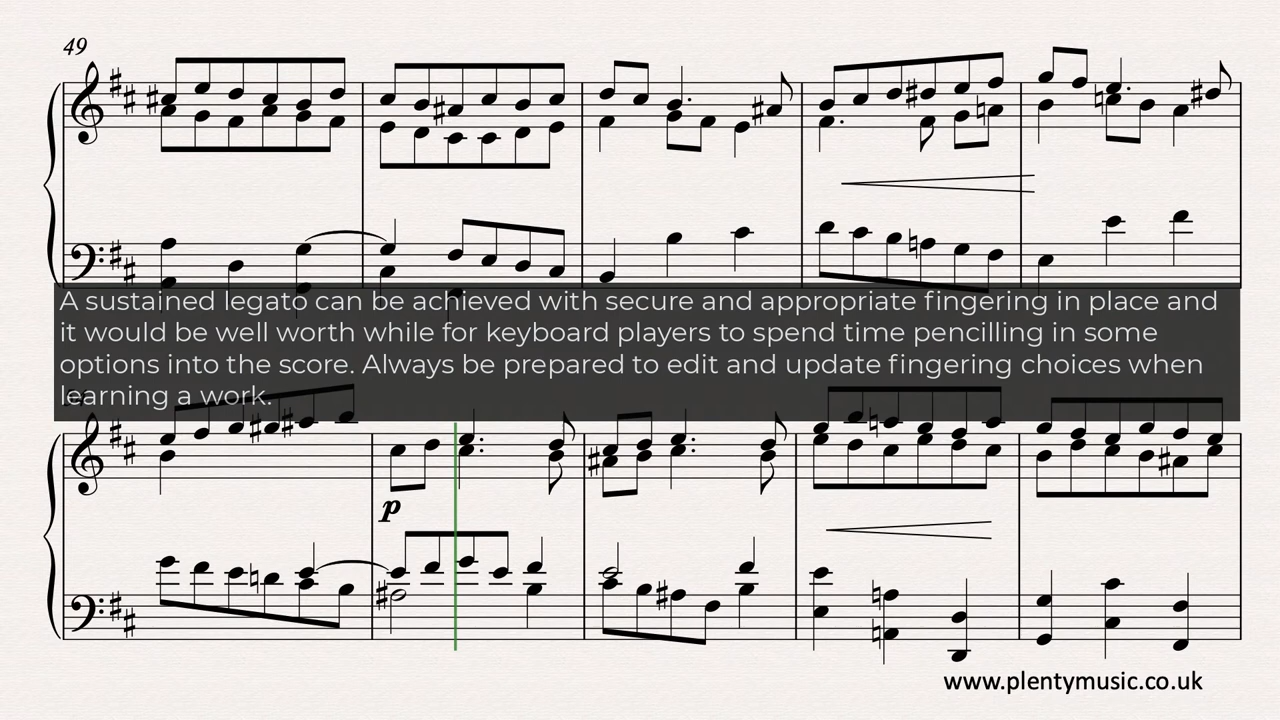 49
A sustained legato can be achieved with secure and appropriate fingering in place and
it would be well worth while for keyboard players to spend time pencilling in some
options into the score. Always be prepared to edit and update fingering choices when
learning a work.
p
www.plentymusic.co.uk